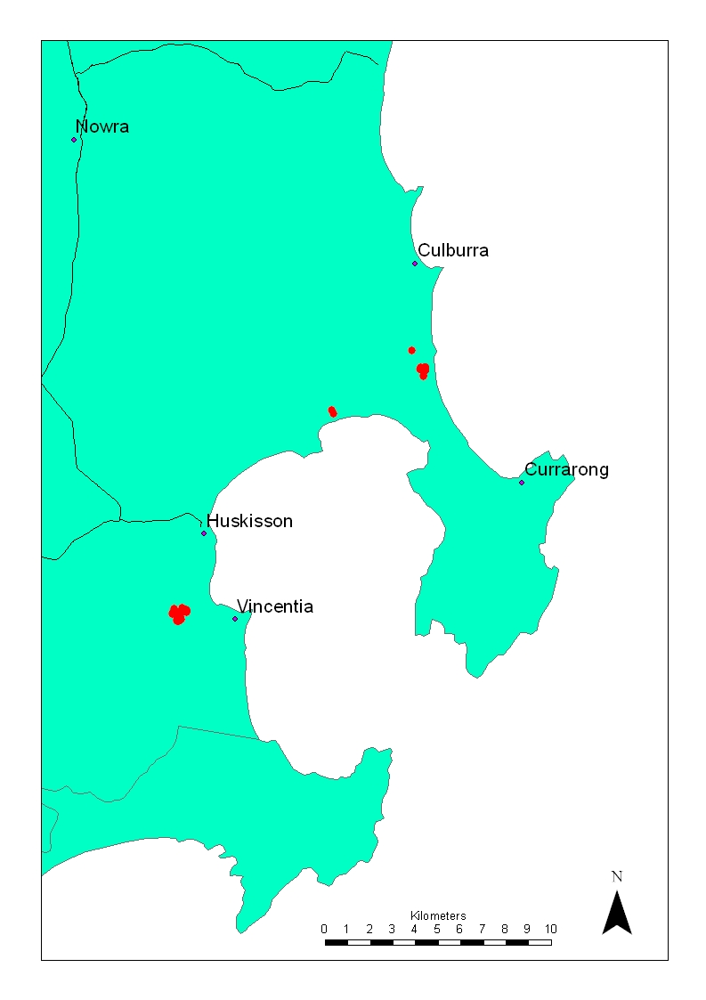 Nowra
Culburra
Currarong
Huskisson
Vincentia
N
Kilometers
0 1 2 3 4 5 6 7 8 9 10